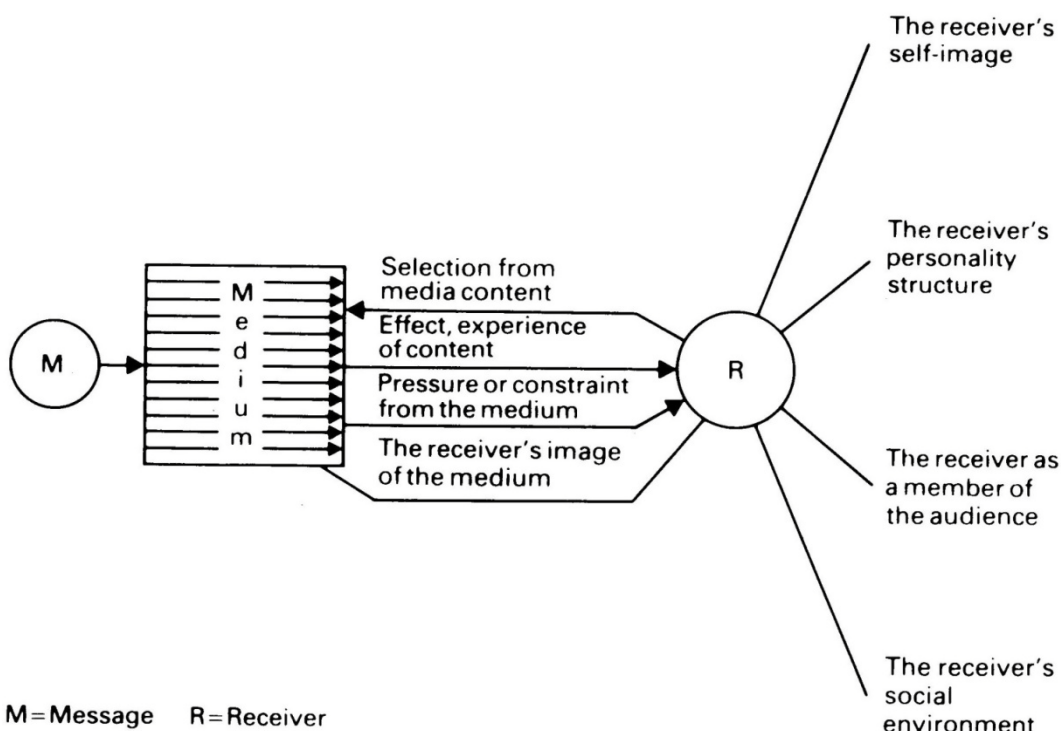 The receiver's
self-image
The receiver's
personality
structure
Selection from
media content
Effect, experience
of content
Pressure or constraint
from the medium
The receiver's image
of the medium
M
Medium
R
The receiver as
a member of
the audience
The receiver's
social
environment
M=Message R=Receiver